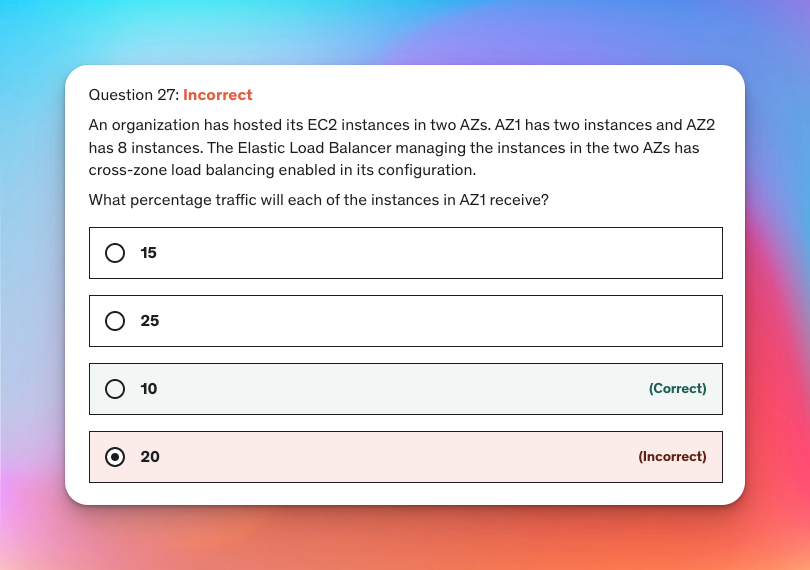 Question 27: Incorrect
An organization has hosted its EC2 instances in two AZs. AZ1 has two instances and AZ2
has 8 instances. The Elastic Load Balancer managing the instances in the two AZs has
cross-zone load balancing enabled in its configuration.
What percentage traffic will each of the instances in AZ1 receive?
15
25
10 (Correct)
20 (Incorrect)